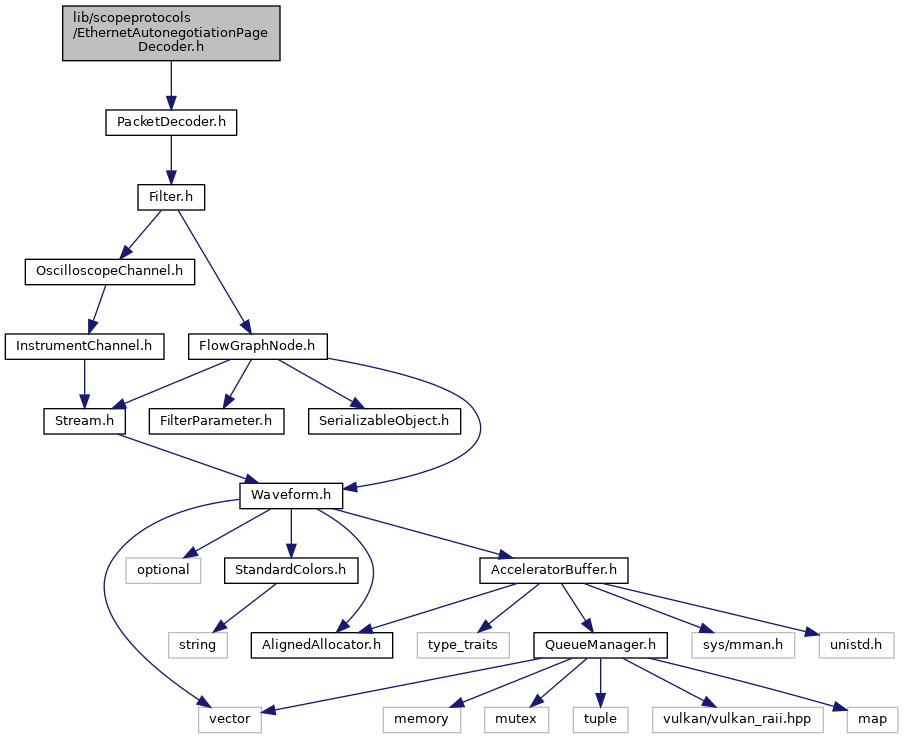 lib/scopeprotocols
/EthernetAutonegotiationPage
Decoder.h
PacketDecoder.h
Filter.h
OscilloscopeChannel.h
InstrumentChannel.h
FlowGraphNode.h
Stream.h
FilterParameter.h
SerializableObject.h
Waveform.h
optional
StandardColors.h
AcceleratorBuffer.h
string
AlignedAllocator.h
type_traits
QueueManager.h
sys/mman.h
unistd.h
vector
memory
mutex
tuple
vulkan/vulkan_raii.hpp
map